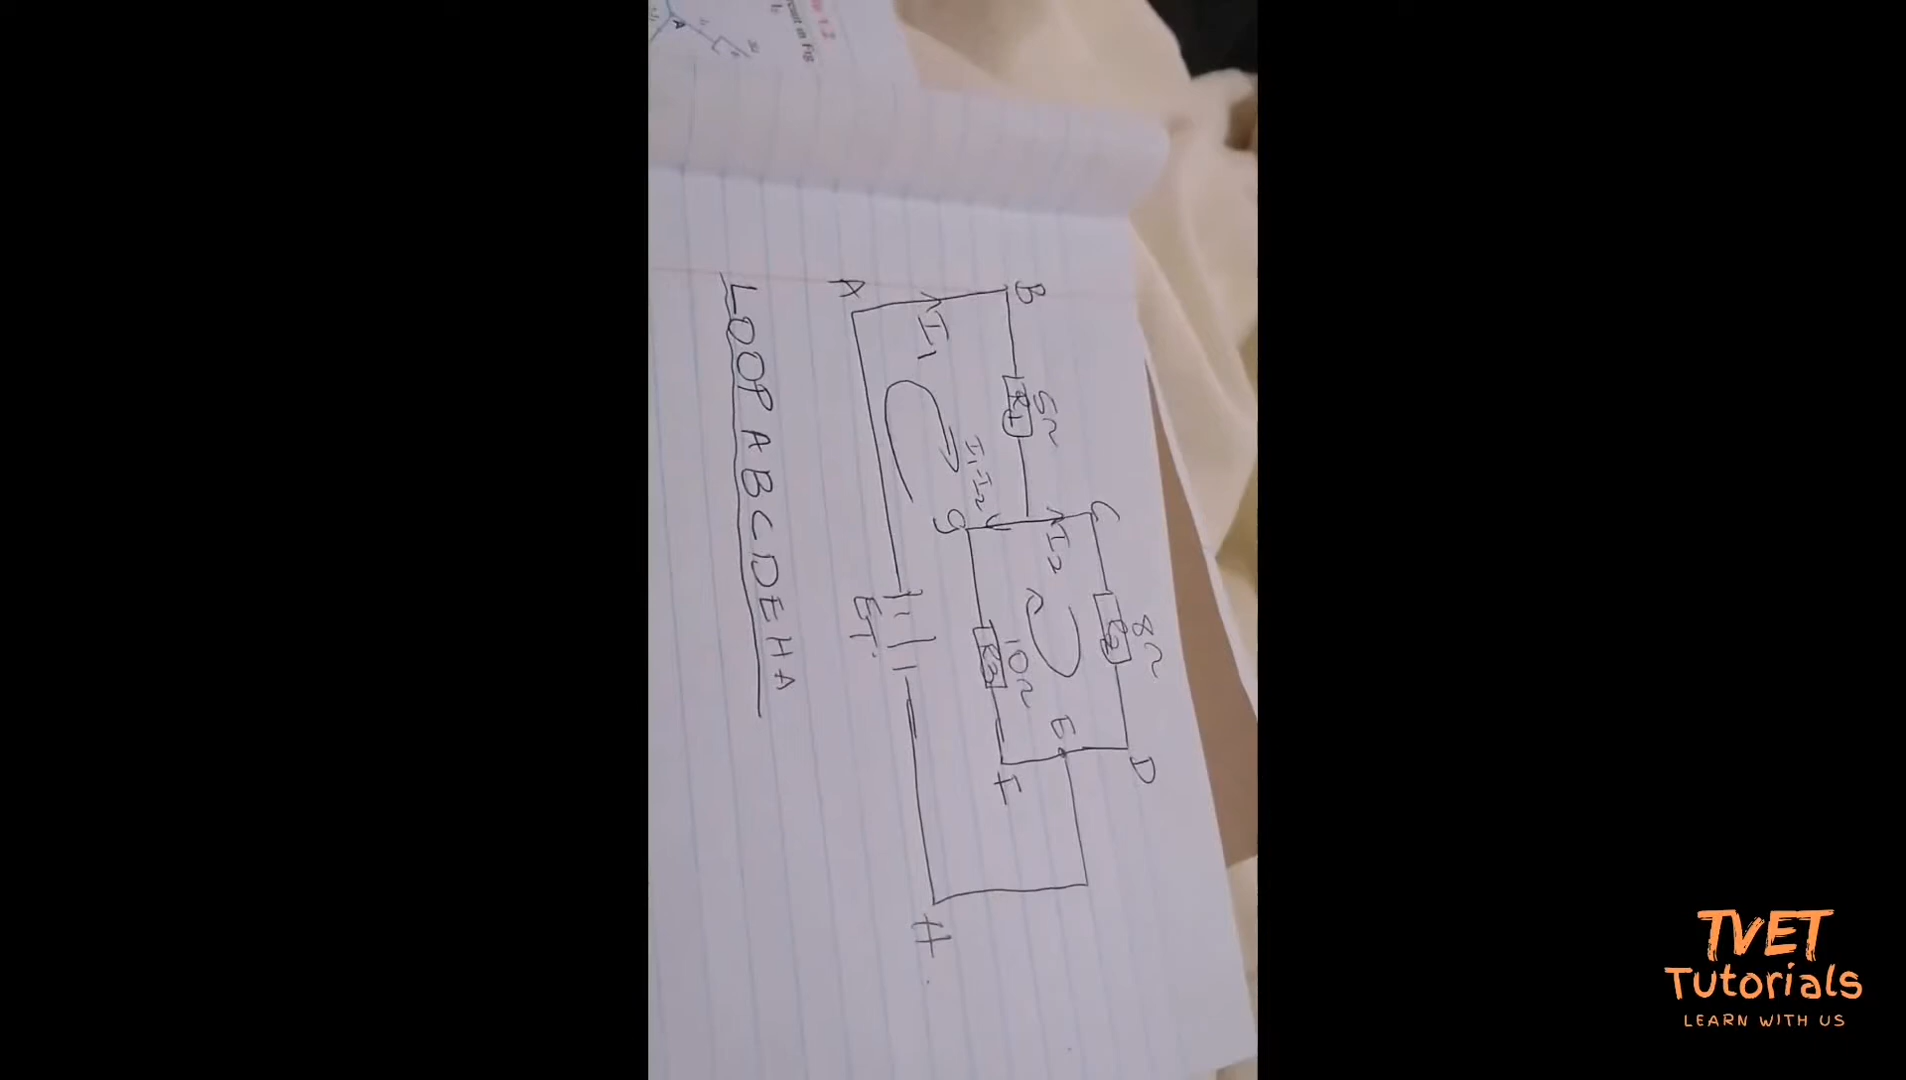 B
A
I₁
5Ω
R₁
I₁-I₂
C
I₂
g
8Ω
R₂
10Ω
R₃
E
D
F
ET.
H
LOOP ABCDEHA
TVET
Tutorials
LEARN WITH US